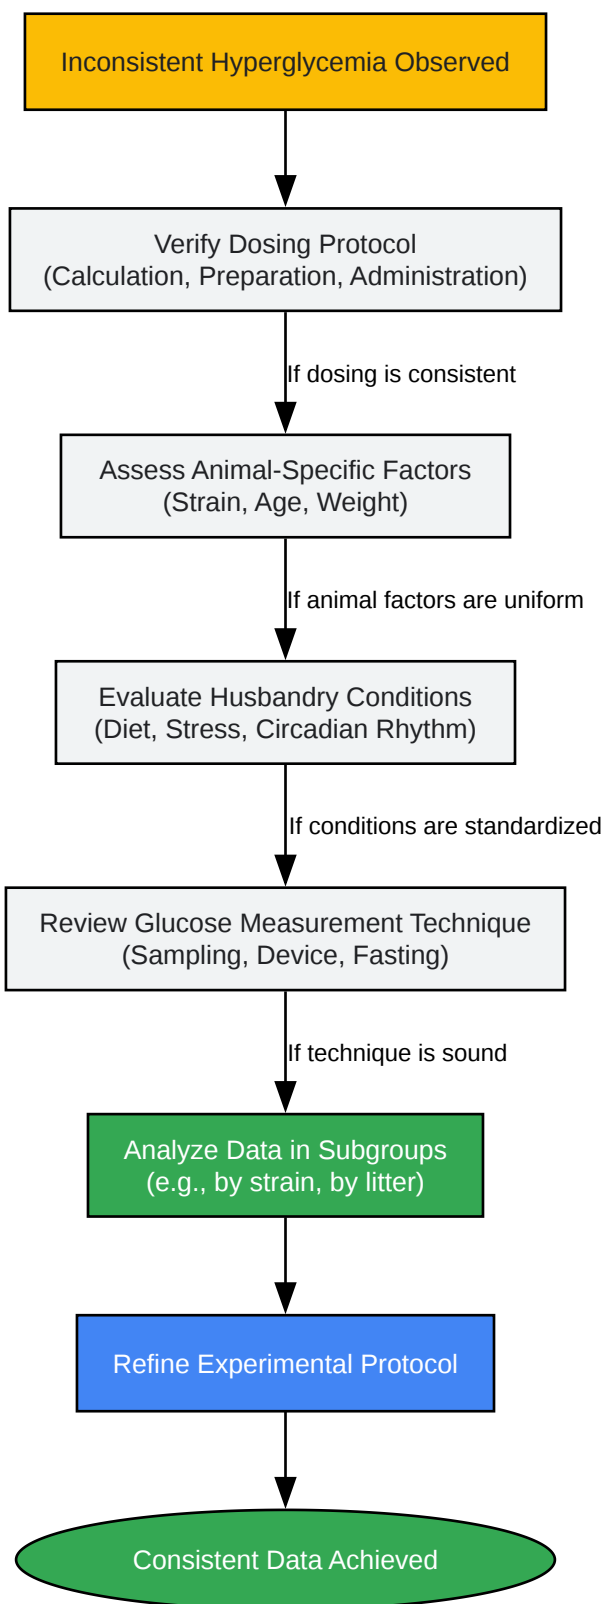 Inconsistent Hyperglycemia Observed
Verify Dosing Protocol
(Calculation, Preparation, Administration)
If dosing is consistent
Assess Animal-Specific Factors
(Strain, Age, Weight)
If animal factors are uniform
Evaluate Husbandry Conditions
(Diet, Stress, Circadian Rhythm)
If conditions are standardized
Review Glucose Measurement Technique
(Sampling, Device, Fasting)
If technique is sound
Analyze Data in Subgroups
(e.g., by strain, by litter)
Refine Experimental Protocol
Consistent Data Achieved